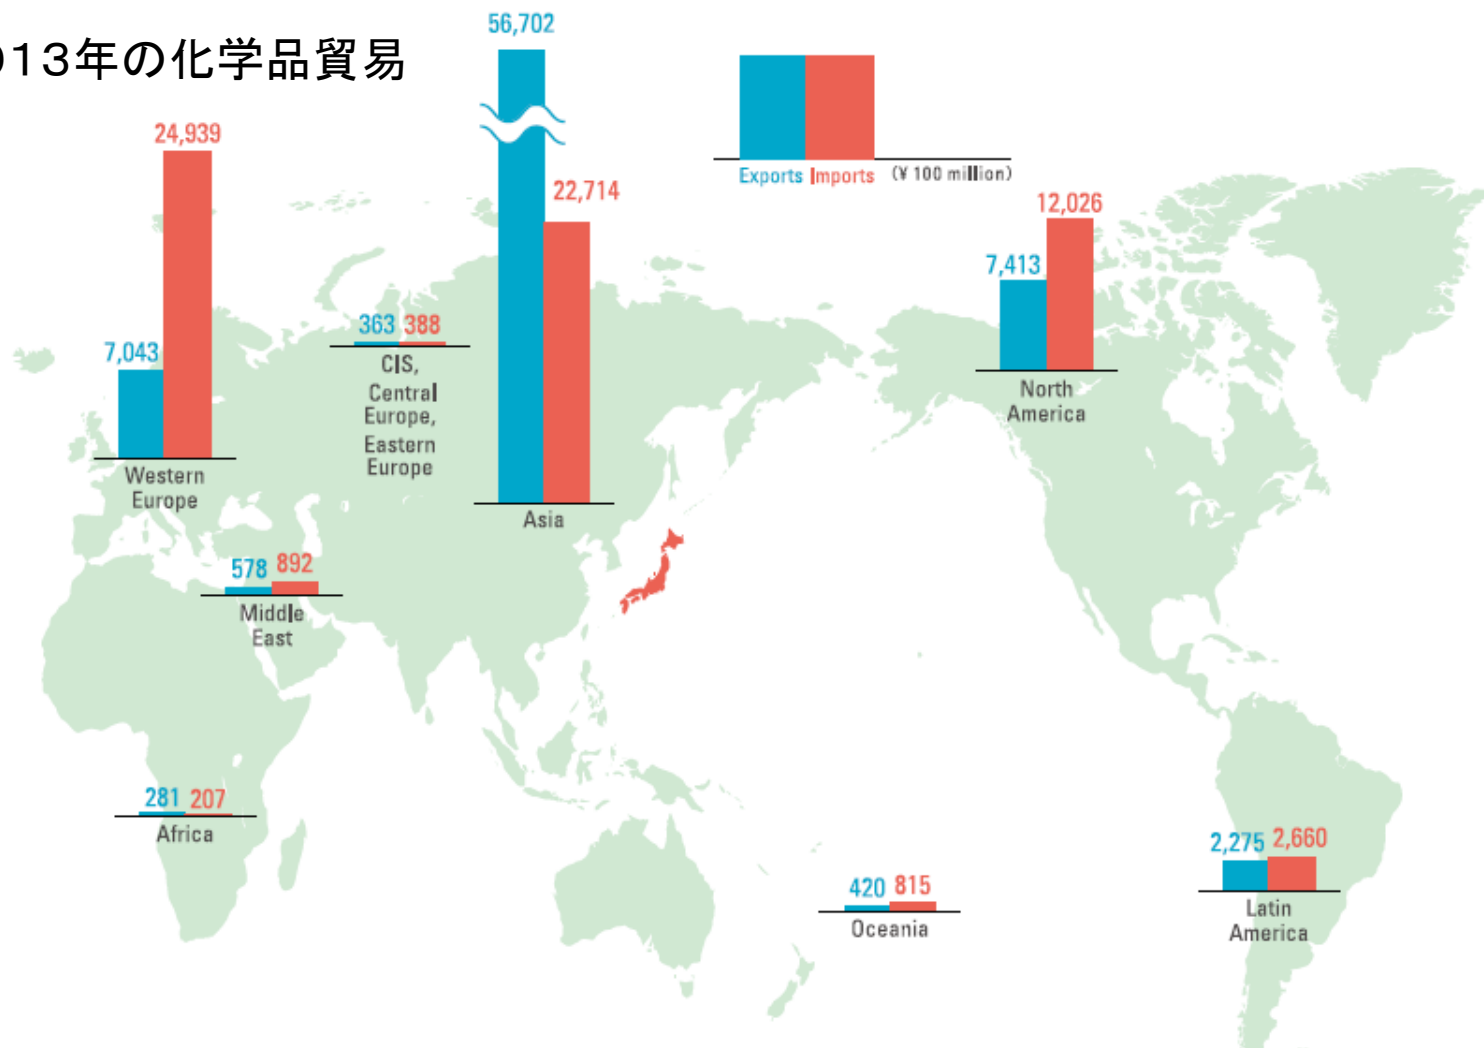 13年の化学品貿易
56,702
24,939
22,714
Exports Imports (¥ 100 million)
12,026
7,413
7,043
363 388
CIS,
Central
Europe,
Eastern
Europe
North
America
Western
Europe
Asia
578 892
Middle
East
281 207
Africa
420 815
Oceania
2,275 2,660
Latin
America